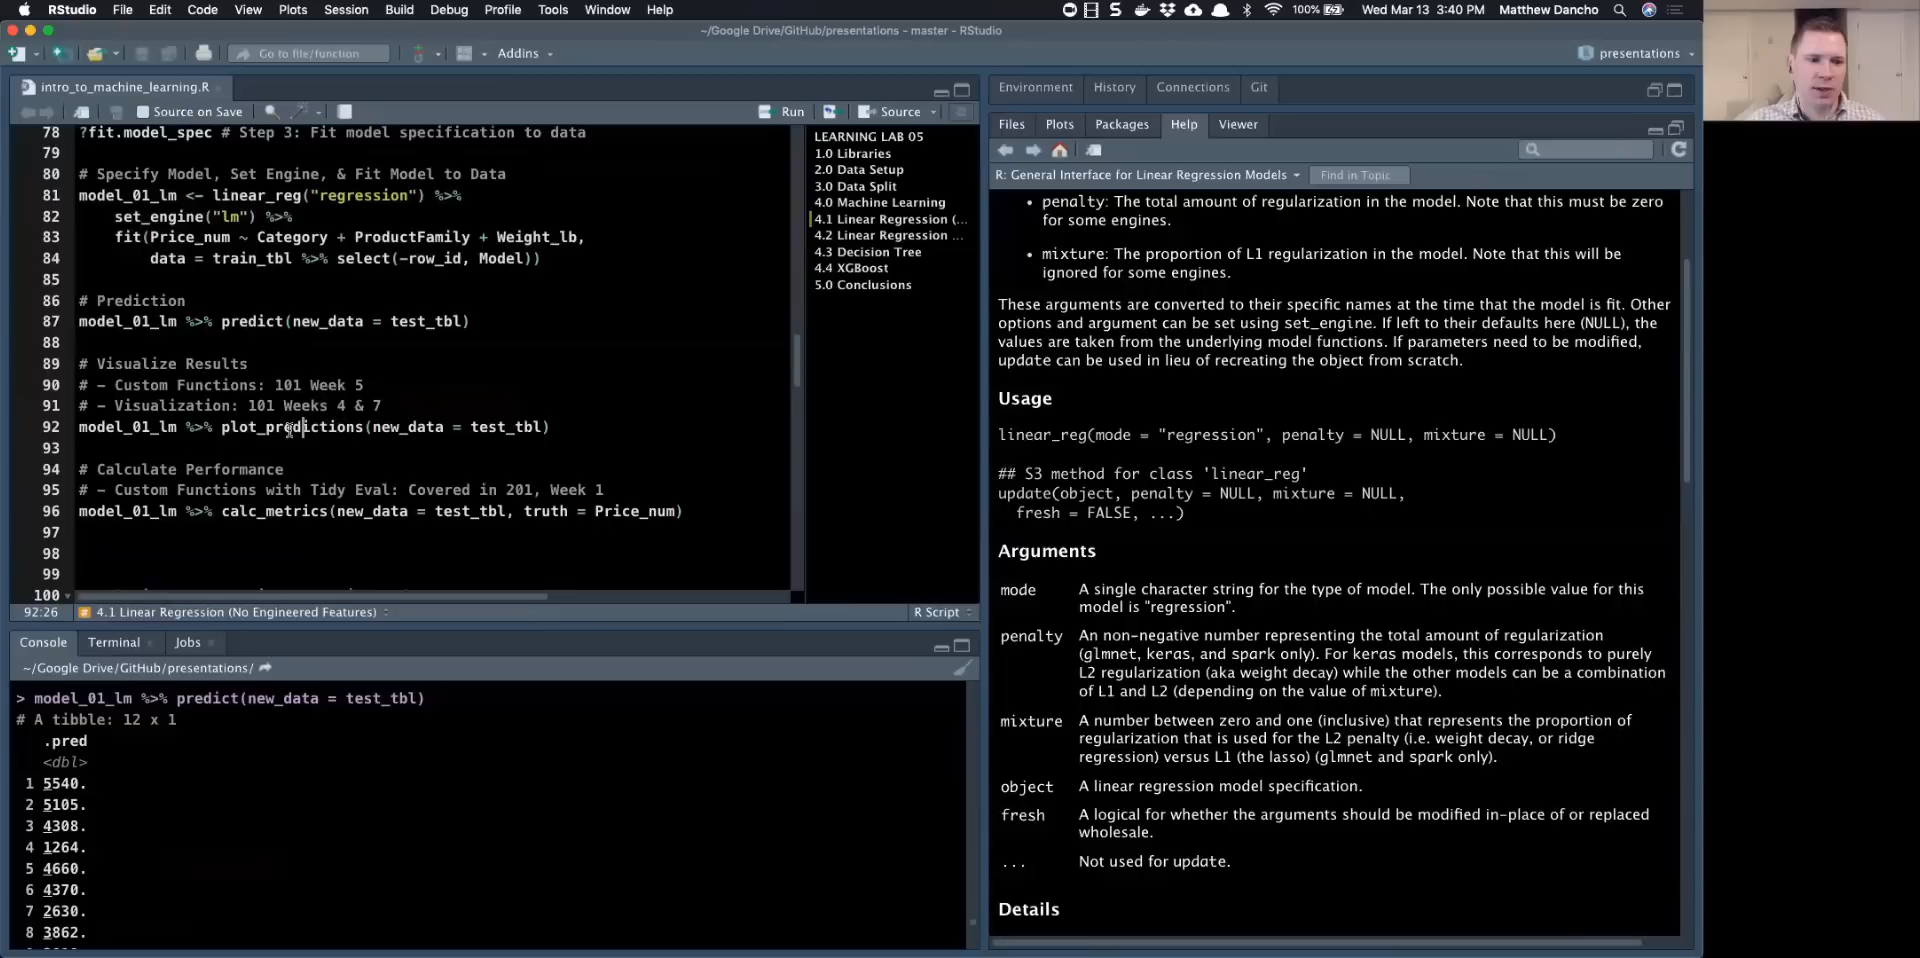 RStudio File Edit Code View Plots Session Build Debug Profile Tools Window Help 100% Wed Mar 13 3:40 PM Matthew Dancho
~/Google Drive/GitHub/presentations - master - RStudio
Go to file/function Addins presentations
intro_to_machine_learning.R
Source on Save Run Source
78 ?fit.model_spec # Step 3: Fit model specification to data
79
80 # Specify Model, Set Engine, & Fit Model to Data
81 model_01_lm <- linear_reg("regression") %>%
82 set_engine("lm") %>%
83 fit(Price_num ~ Category + ProductFamily + Weight_lb,
84 data = train_tbl %>% select(-row_id, Model))
85
86 # Prediction
87 model_01_lm %>% predict(new_data = test_tbl)
88
89 # Visualize Results
90 # - Custom Functions: 101 Week 5
91 # - Visualization: 101 Weeks 4 & 7
92 model_01_lm %>% plot_predictions(new_data = test_tbl)
93
94 # Calculate Performance
95 # - Custom Functions with Tidy Eval: Covered in 201, Week 1
96 model_01_lm %>% calc_metrics(new_data = test_tbl, truth = Price_num)
97
98
99
100
92:26 # 4.1 Linear Regression (No Engineered Features) R Script
LEARNING LAB 05
1.0 Libraries
2.0 Data Setup
3.0 Data Split
4.0 Machine Learning
4.1 Linear Regression (...
4.2 Linear Regression ...
4.3 Decision Tree
4.4 XGBoost
5.0 Conclusions
Console Terminal Jobs
~/Google Drive/GitHub/presentations/
> model_01_lm %>% predict(new_data = test_tbl)
# A tibble: 12 x 1
.pred
<dbl>
1 5540.
2 5105.
3 4308.
4 1264.
5 4660.
6 4370.
7 2630.
8 3862.
Environment History Connections Git
Files Plots Packages Help Viewer
R: General Interface for Linear Regression Models Find in Topic
• penalty: The total amount of regularization in the model. Note that this must be zero
for some engines.
• mixture: The proportion of L1 regularization in the model. Note that this will be
ignored for some engines.
These arguments are converted to their specific names at the time that the model is fit. Other
options and argument can be set using set_engine. If left to their defaults here (NULL), the
values are taken from the underlying model functions. If parameters need to be modified,
update can be used in lieu of recreating the object from scratch.
Usage
linear_reg(mode = "regression", penalty = NULL, mixture = NULL)
## S3 method for class 'linear_reg'
update(object, penalty = NULL, mixture = NULL,
fresh = FALSE, ...)
Arguments
mode A single character string for the type of model. The only possible value for this
model is "regression".
penalty An non-negative number representing the total amount of regularization
(glmnet, keras, and spark only). For keras models, this corresponds to purely
L2 regularization (aka weight decay) while the other models can be a combination
of L1 and L2 (depending on the value of mixture).
mixture A number between zero and one (inclusive) that represents the proportion of
regularization that is used for the L2 penalty (i.e. weight decay, or ridge
regression) versus L1 (the lasso) (glmnet and spark only).
object A linear regression model specification.
fresh A logical for whether the arguments should be modified in-place of or replaced
wholesale.
... Not used for update.
Details